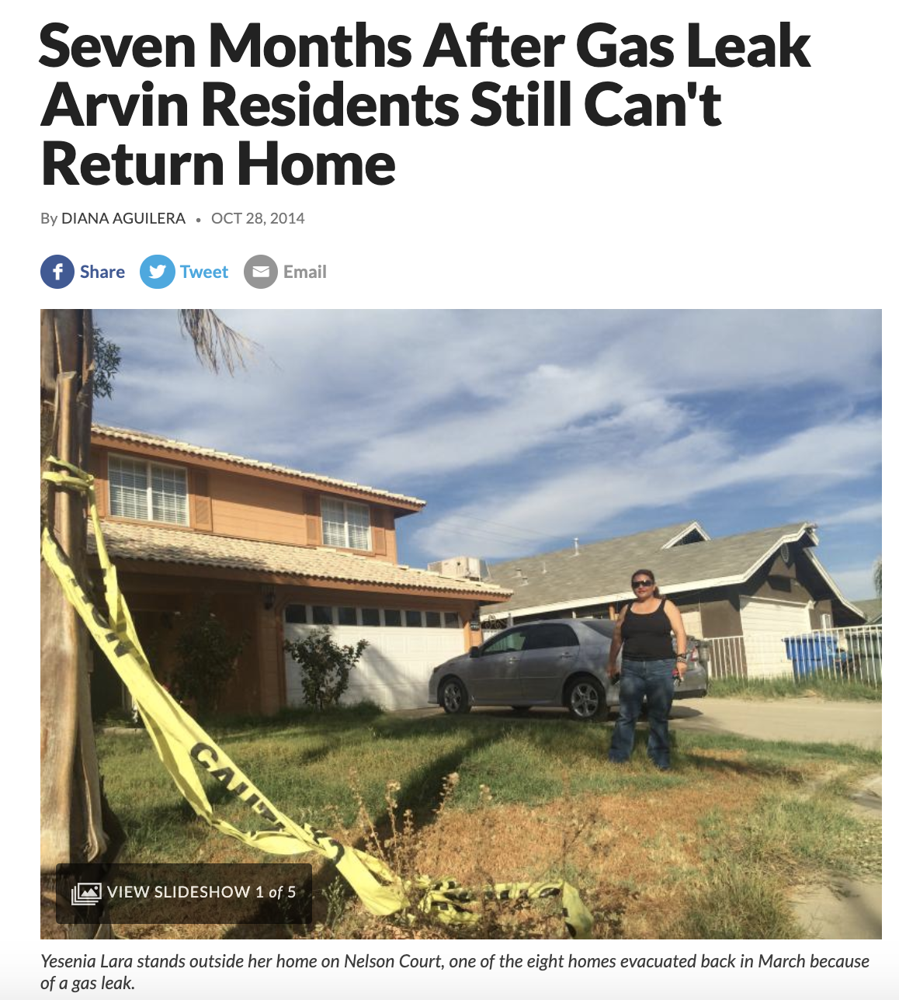 Seven Months After Gas Leak
Arvin Residents Still Can't
Return Home
By DIANA AGUILERA • OCT 28, 2014
Share Tweet Email
CAUTION
VIEW SLIDESHOW 1 of 5
Yesenia Lara stands outside her home on Nelson Court, one of the eight homes evacuated back in March because
of a gas leak.